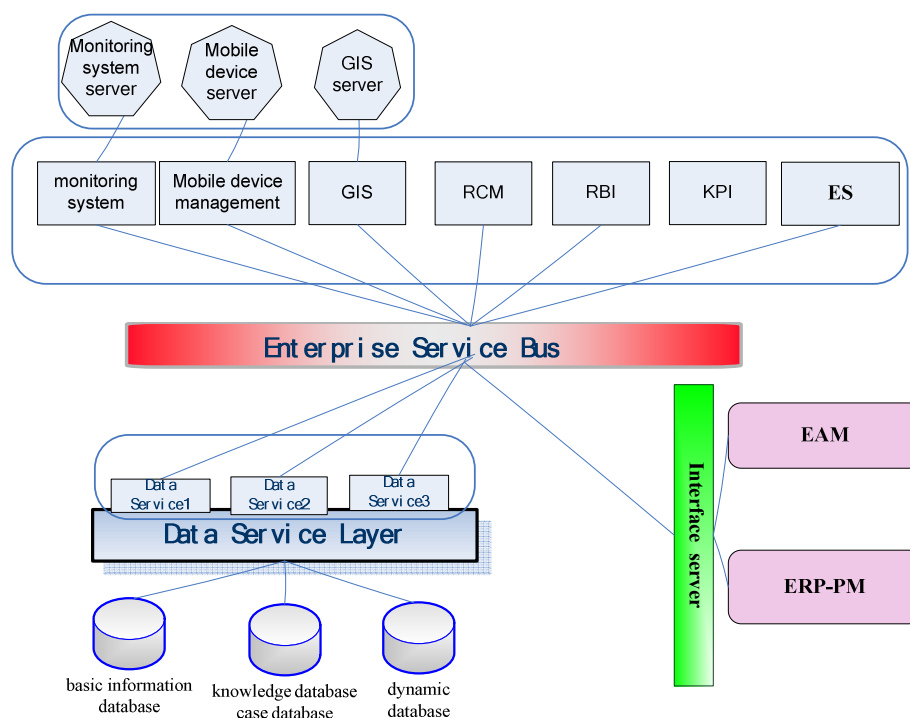 Monitoring
system
server
Mobile
device
server
GIS
server
monitoring
system
Mobile device
management
GIS
RCM
RBI
KPI
ES
Enterprise Service Bus
Data
Service1
Data
Service2
Data
Service3
Data Service Layer
Interface server
EAM
ERP-PM
basic information
database
knowledge database
case database
dynamic
database